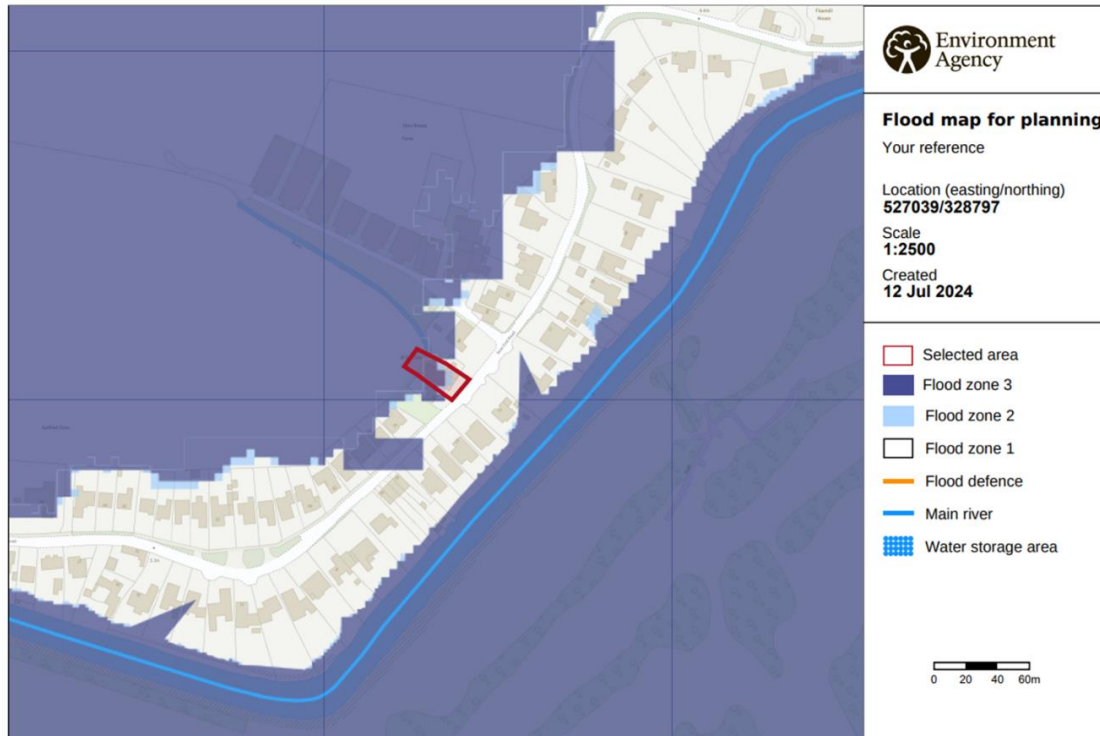 Environment
Agency
Flood map for planning
Your reference
Location (easting/northing)
527039/328797
Scale
1:2500
Created
12 Jul 2024
Selected area
Flood zone 3
Flood zone 2
Flood zone 1
Flood defence
Main river
Water storage area
0 20 40 60m